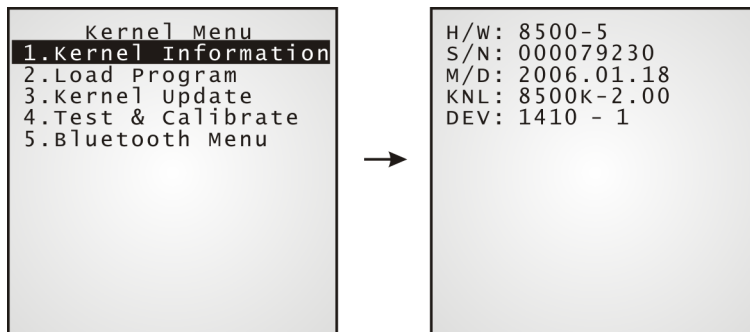 Kernel Menu
1.Kernel Information
2.Load Program
3.Kernel Update
4.Test & Calibrate
5.Bluetooth Menu
H/W: 8500-5
S/N: 000079230
M/D: 2006.01.18
KNL: 8500K-2.00
DEV: 1410 - 1